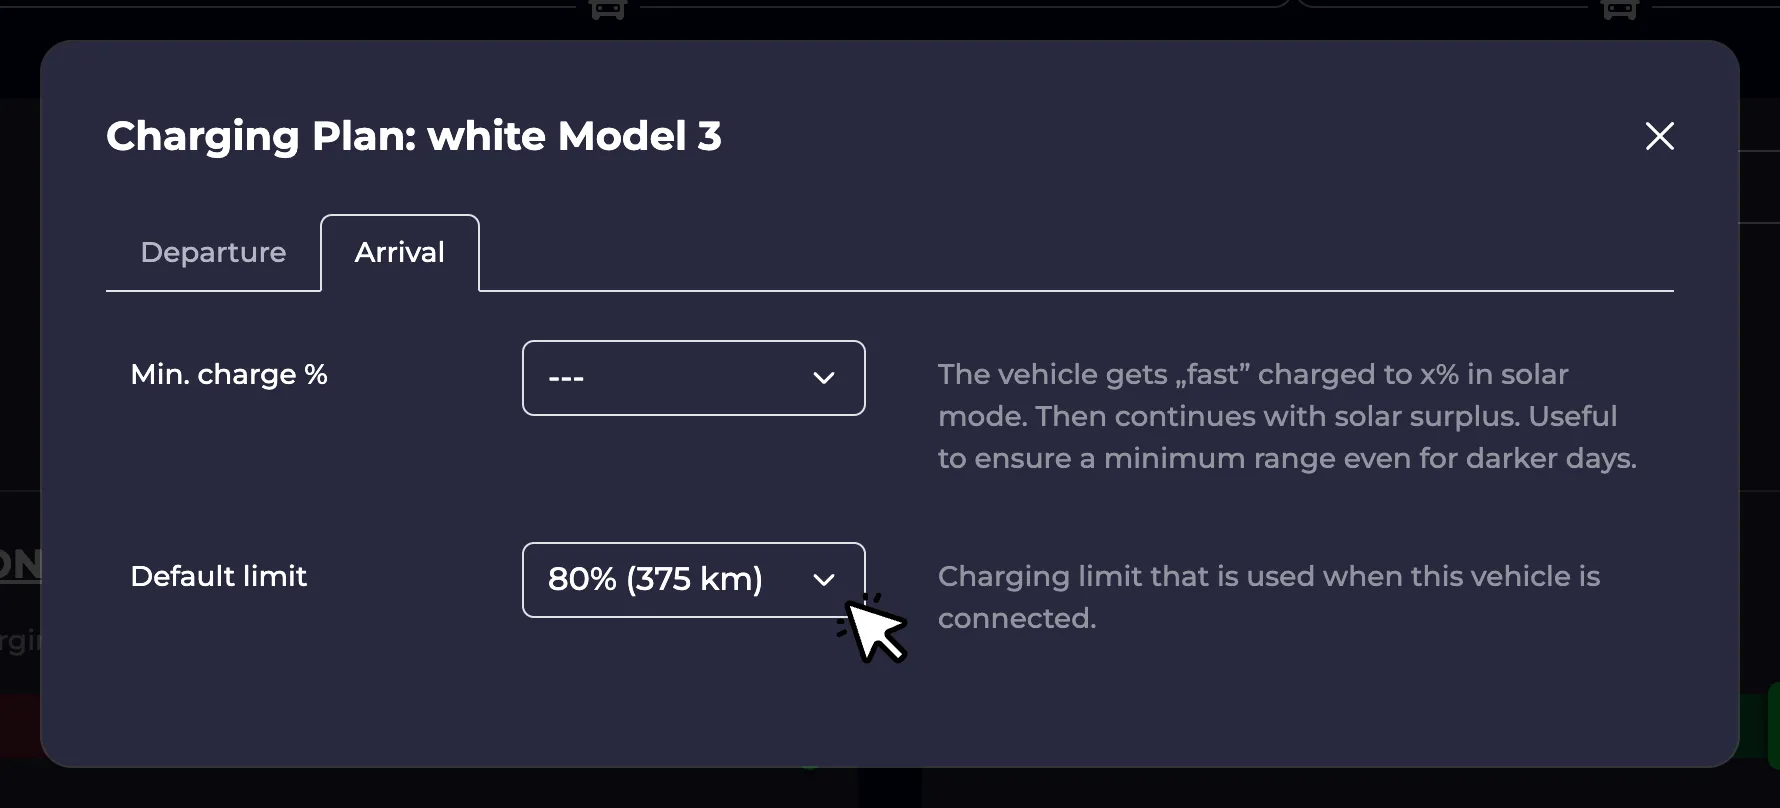 Charging Plan: white Model 3
Departure
Arrival
Min. charge %
---
The vehicle gets „fast” charged to x% in solar
mode. Then continues with solar surplus. Useful
to ensure a minimum range even for darker days.
Default limit
80% (375 km)
Charging limit that is used when this vehicle is
connected.